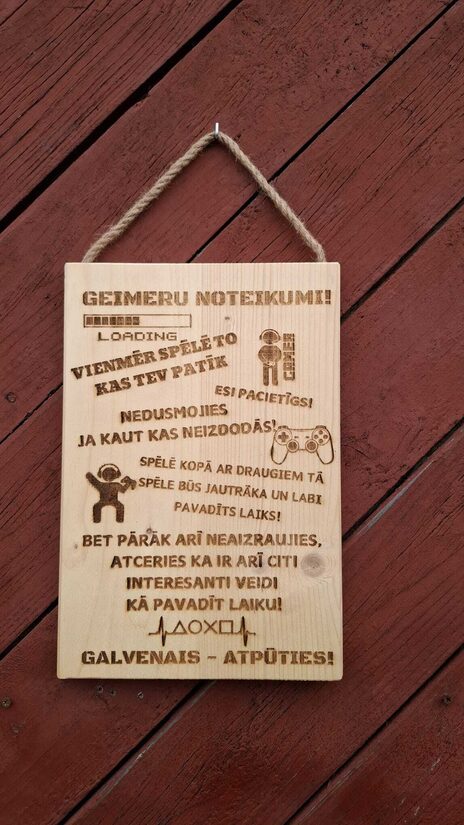 GEIMERU NOTEIKUMI!
LOADING
VIENMĒR SPĒLĒ TO
KAS TEV PATĪK
GAMER
ESI PACIETĪGS!
NEDUSMOJIES
JA KAUT KAS NEIZDODĀS!
SPĒLĒ KOPĀ AR DRAUGIEM TĀ
SPĒLE BŪS JAUTRĀKA UN LABI
PAVADĪTS LAIKS!
BET PĀRĀK ARĪ NEAIZRAUJIES,
ATCERIES KA IR ARĪ CITI
INTERESANTI VEIDI
KĀ PAVADĪT LAIKU!
GALVENAIS - ATPŪTIES!